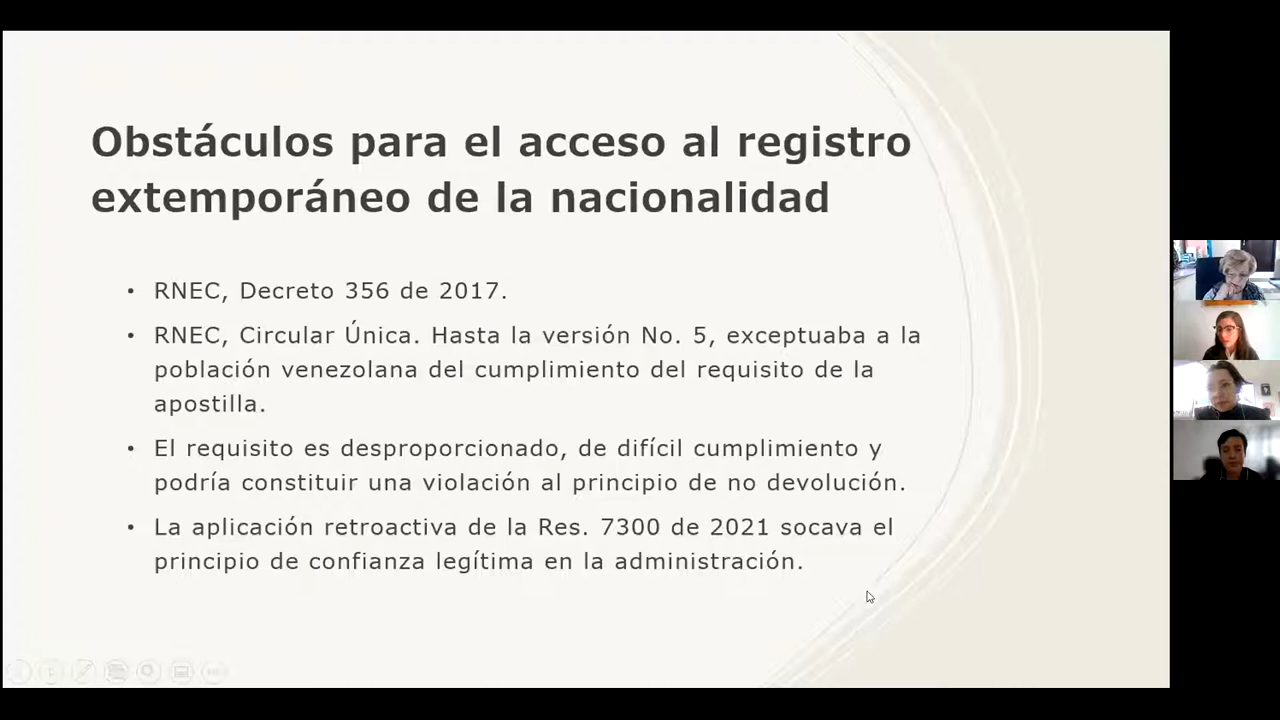 Obstáculos para el acceso al registro
extemporáneo de la nacionalidad
• RNEC, Decreto 356 de 2017.
• RNEC, Circular Única. Hasta la versión No. 5, exceptuaba a la
población venezolana del cumplimiento del requisito de la
apostilla.
• El requisito es desproporcionado, de difícil cumplimiento y
podría constituir una violación al principio de no devolución.
• La aplicación retroactiva de la Res. 7300 de 2021 socava el
principio de confianza legítima en la administración.